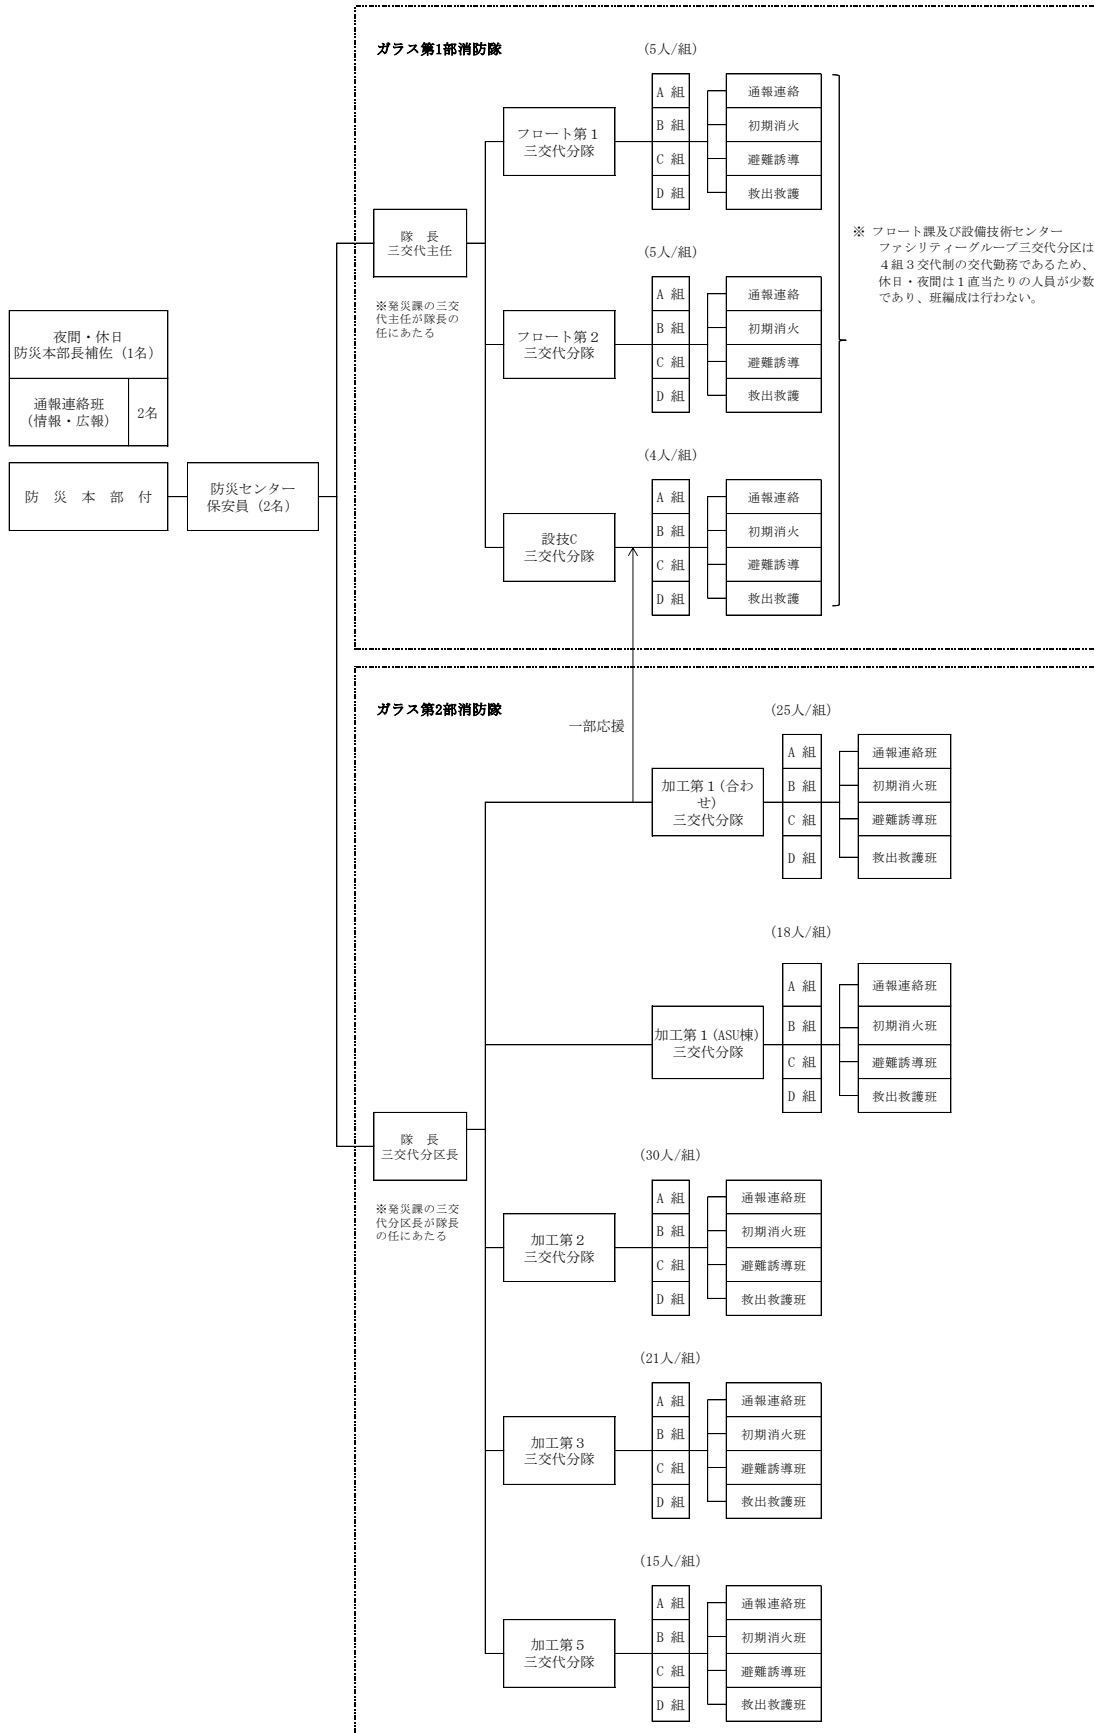 ガラス第1部消防隊
(5人/組)
フロート第１
三交代分隊
A 組
B 組
C 組
D 組
通報連絡
初期消火
避難誘導
救出救護
隊　長
三交代主任
※発災課の三交
代主任が隊長の
任にあたる
(5人/組)
フロート第２
三交代分隊
A 組
B 組
C 組
D 組
通報連絡
初期消火
避難誘導
救出救護
※ フロート課及び設備技術センター
ファシリティーグループ三交代分区は
４組３交代制の交代勤務であるため、
休日・夜間は１直当たりの人員が少数
であり、班編成は行わない。
夜間・休日
防災本部長補佐（1名）
通報連絡班
（情報・広報）
2名
防　災　本　部　付
防災センター
保安員（2名）
(4人/組)
設技C
三交代分隊
A 組
B 組
C 組
D 組
通報連絡
初期消火
避難誘導
救出救護
ガラス第2部消防隊
一部応援
(25人/組)
加工第１(合わ
せ)
三交代分隊
A 組
B 組
C 組
D 組
通報連絡班
初期消火班
避難誘導班
救出救護班
(18人/組)
加工第１(ASU棟)
三交代分隊
A 組
B 組
C 組
D 組
通報連絡班
初期消火班
避難誘導班
救出救護班
隊　長
三交代分区長
※発災課の三交
代分区長が隊長
の任にあたる
(30人/組)
加工第２
三交代分隊
A 組
B 組
C 組
D 組
通報連絡班
初期消火班
避難誘導班
救出救護班
(21人/組)
加工第３
三交代分隊
A 組
B 組
C 組
D 組
通報連絡班
初期消火班
避難誘導班
救出救護班
(15人/組)
加工第５
三交代分隊
A 組
B 組
C 組
D 組
通報連絡班
初期消火班
避難誘導班
救出救護班